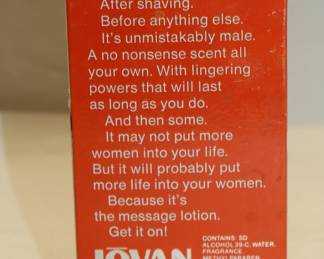 After shaving.
Before anything else.
It's unmistakably male.
A no nonsense scent all
your own. With lingering
powers that will last
as long as you do.
And then some.
It may not put more
women into your life.
But it will probably put
more life into your women.
Because it's
the message lotion.
Get it on!
JŌVAN
CONTAINS: SD
ALCOHOL 39-C, WATER,
FRAGRANCE
METHYLPARABEN